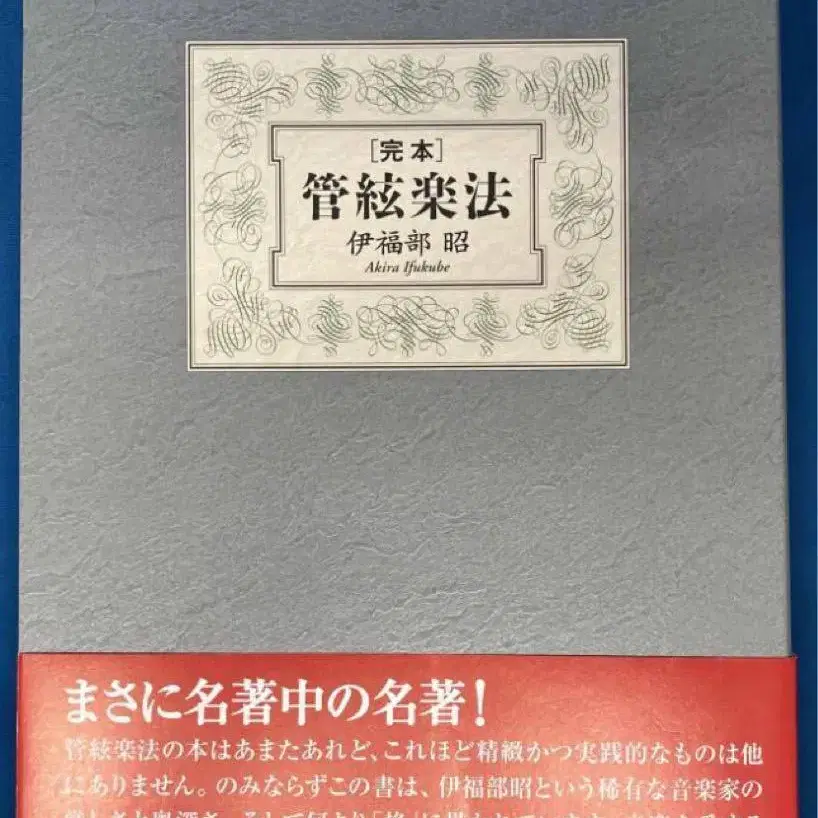 [完本]
管絃楽法
伊福部 昭
Akira Ifukube
まさに名著中の名著!
管絃楽法の本はあまたあれど、これほど精緻かつ実践的なものは他
にありません。のみならずこの書は、伊福部昭という稀有な音楽家の